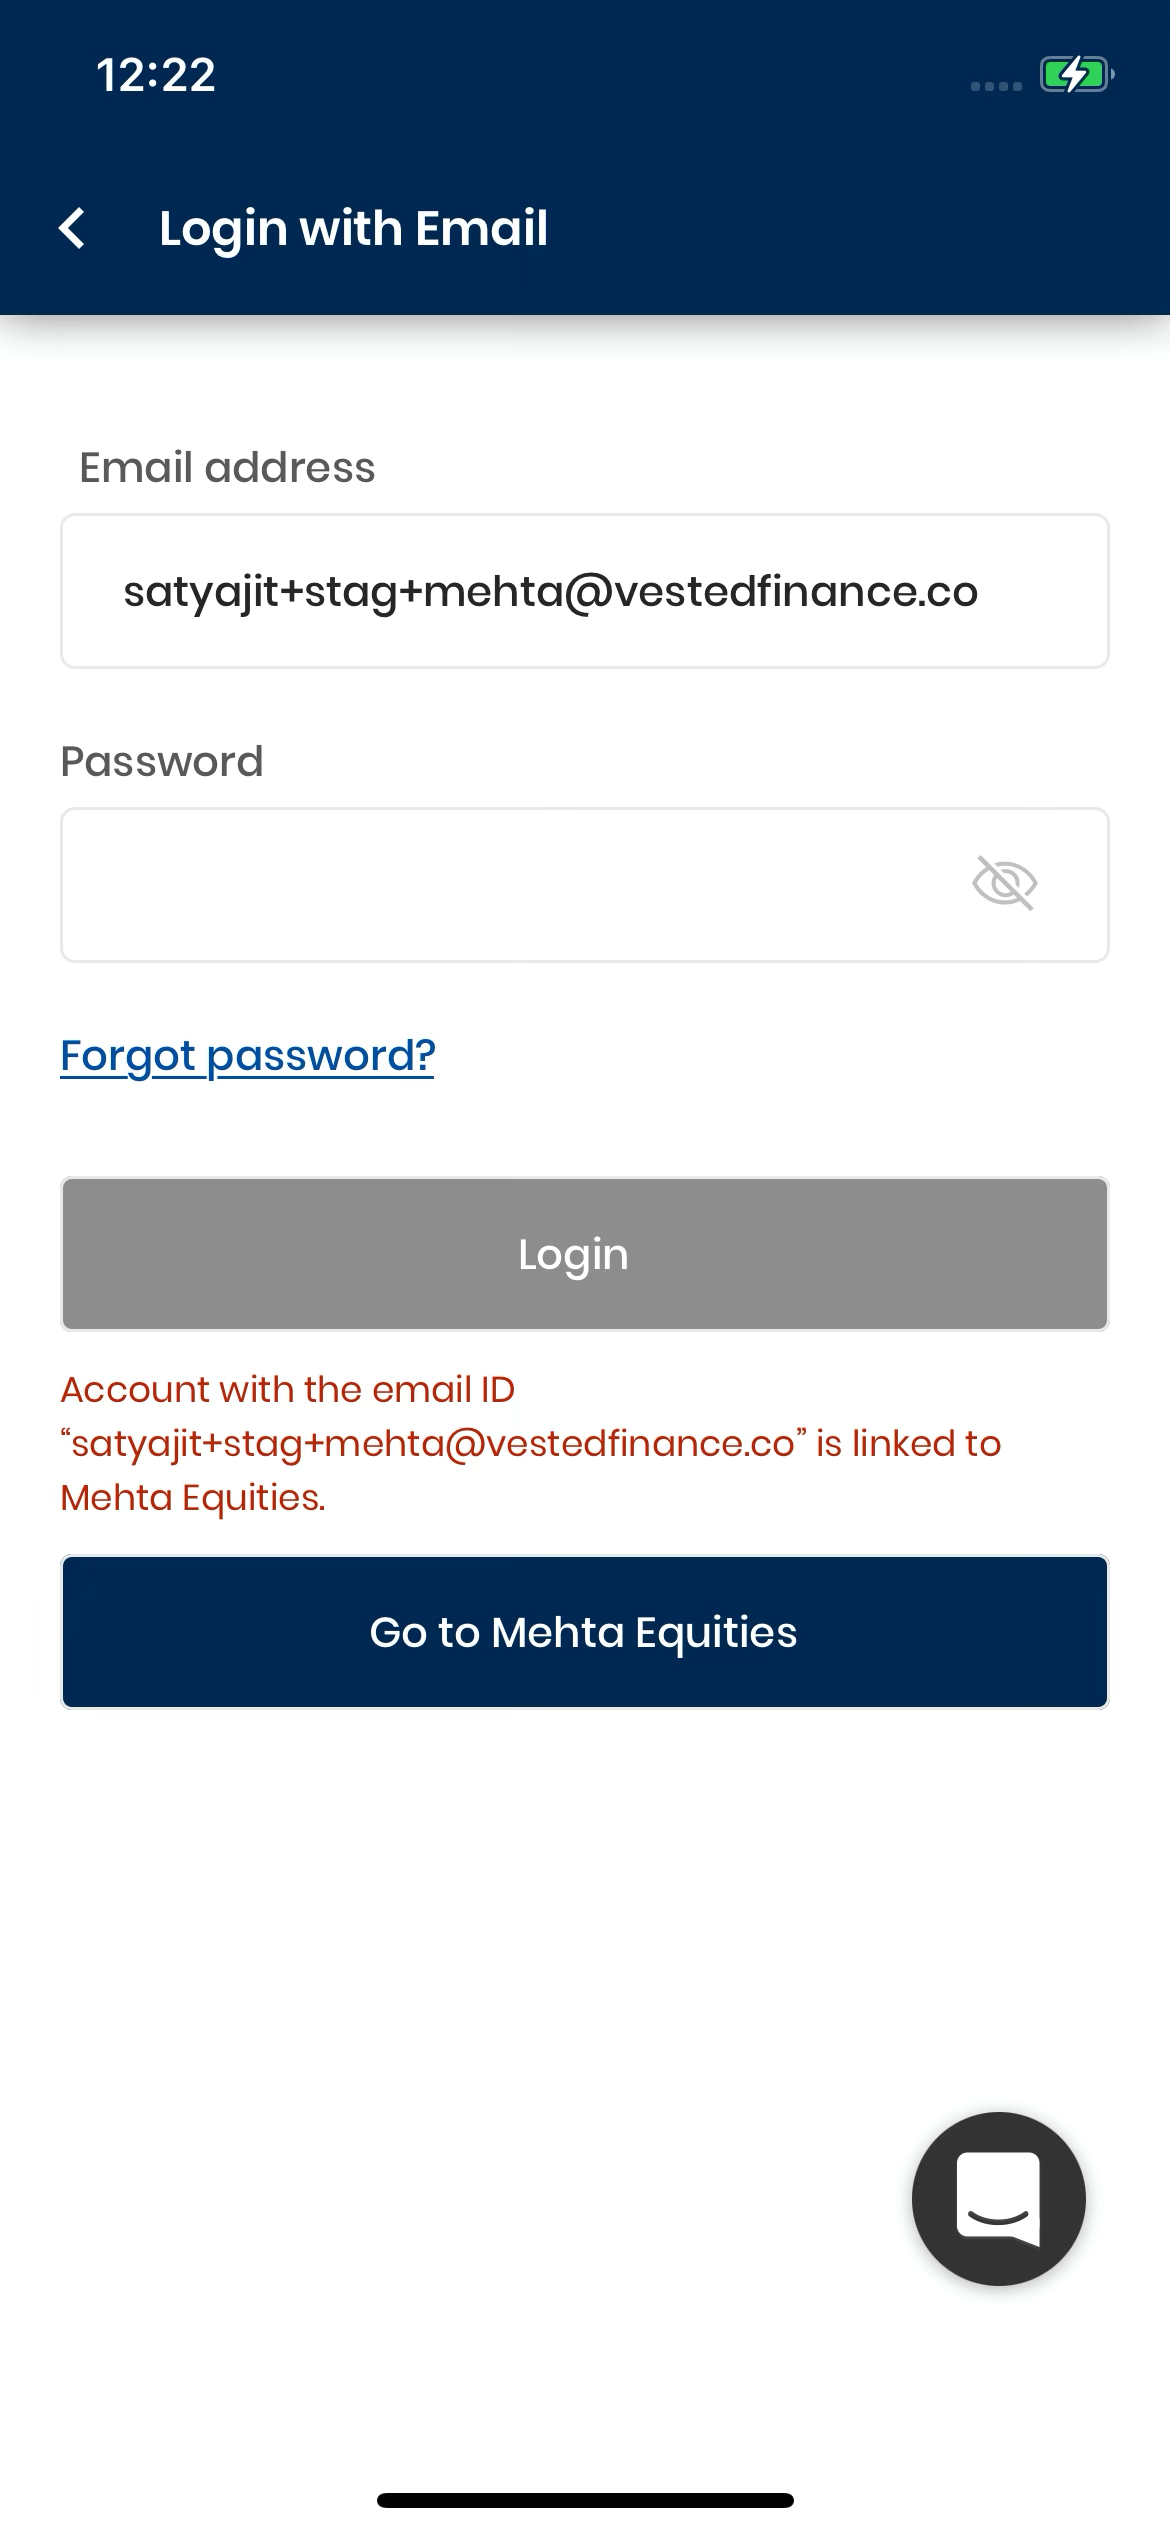 12:22
Login with Email
Email address
satyajit+stag+mehta@vestedfinance.co
Password
Forgot password?
Login
Account with the email ID
“satyajit+stag+mehta@vestedfinance.co” is linked to
Mehta Equities.
Go to Mehta Equities